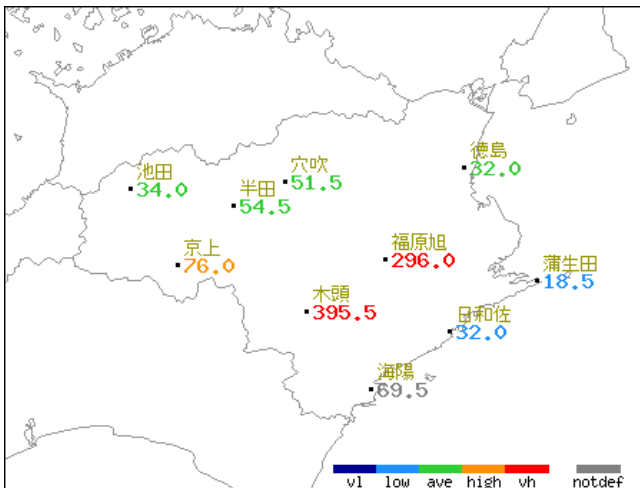 徳島
32.0
穴吹
51.5
池田
34.0
半田
54.5
福原旭
296.0
京上
76.0
蒲生田
18.5
木頭
395.5
日和佐
32.0
海陽
69.5
vl low ave high vh notdef